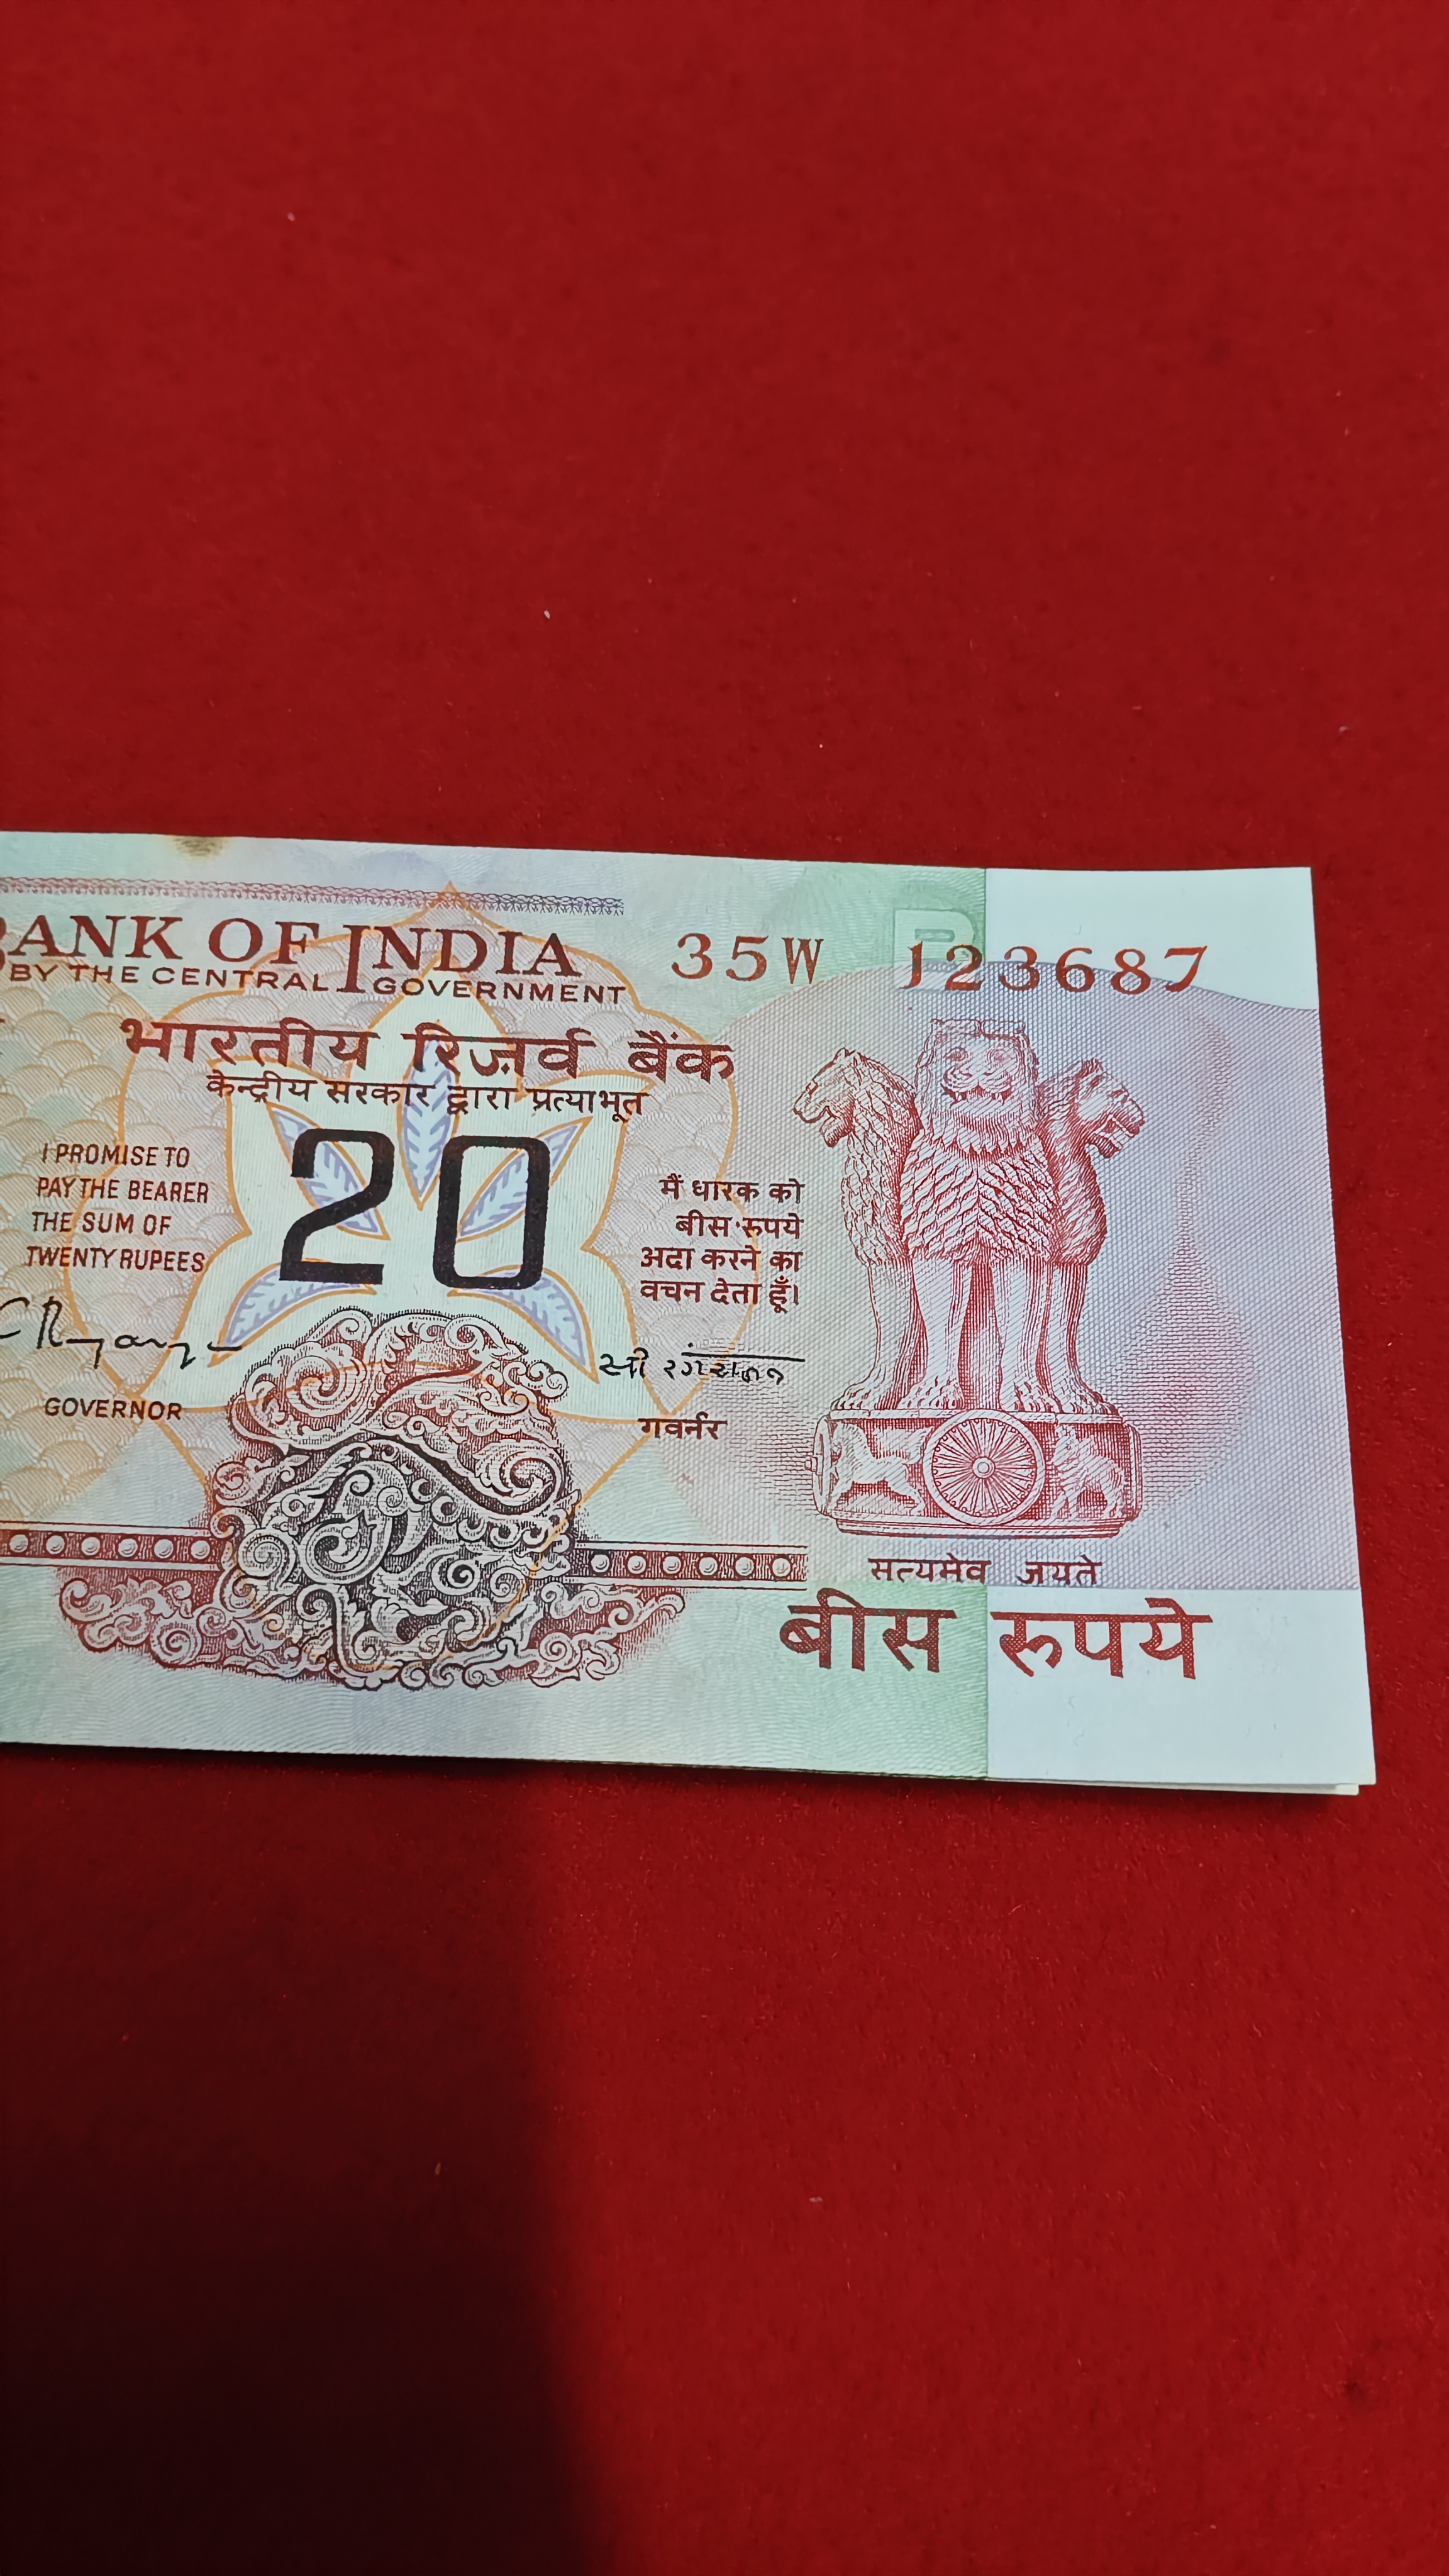 BANK OF INDIA
BY THE CENTRAL GOVERNMENT
35W 123687
B
भारतीय रिज़र्व बैंक
केन्द्रीय सरकार द्वारा प्रत्याभूत
I PROMISE TO
PAY THE BEARER
THE SUM OF
TWENTY RUPEES
20
मैं धारक को
बीस रुपये
अदा करने का
वचन देता हूँ।
GOVERNOR
गवर्नर
सत्यमेव जयते
बीस रुपये